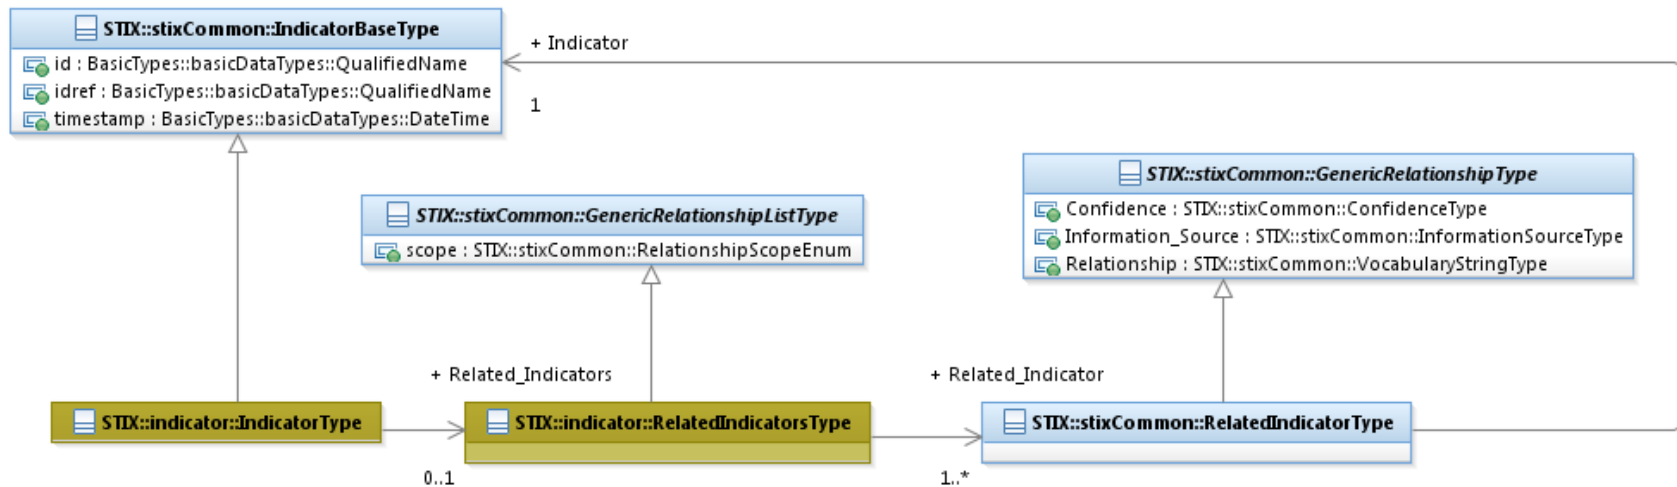 STIX::stixCommon::IndicatorBaseType
id : BasicTypes::basicDataTypes::QualifiedName
idref : BasicTypes::basicDataTypes::QualifiedName
timestamp : BasicTypes::basicDataTypes::DateTime
+ Indicator
1
STIX::stixCommon::GenericRelationshipListType
scope : STIX::stixCommon::RelationshipScopeEnum
STIX::stixCommon::GenericRelationshipType
Confidence : STIX::stixCommon::ConfidenceType
Information_Source : STIX::stixCommon::InformationSourceType
Relationship : STIX::stixCommon::VocabularyStringType
+ Related_Indicators
+ Related_Indicator
STIX::indicator::IndicatorType
STIX::indicator::RelatedIndicatorsType
STIX::stixCommon::RelatedIndicatorType
0..1
1..*